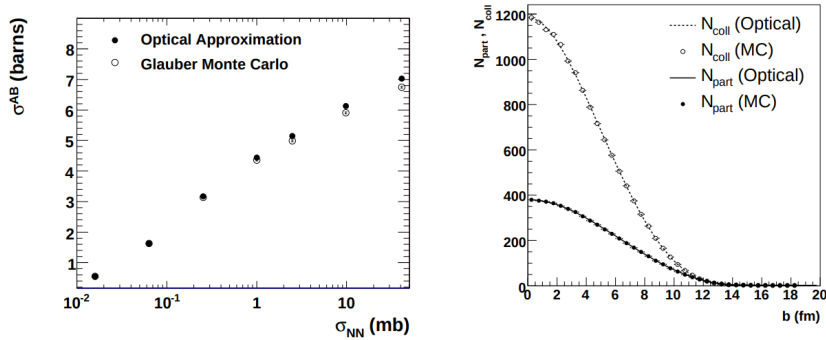 σ^AB (barns)
8
7
6
5
4
3
2
1
● Optical Approximation
⊙ Glauber Monte Carlo
10^-2 10^-1 1 10
σ_NN (mb)
N_part , N_coll
1200
1000
800
600
400
200
0
N_coll (Optical)
N_coll (MC)
N_part (Optical)
N_part (MC)
0 2 4 6 8 10 12 14 16 18 20
b (fm)